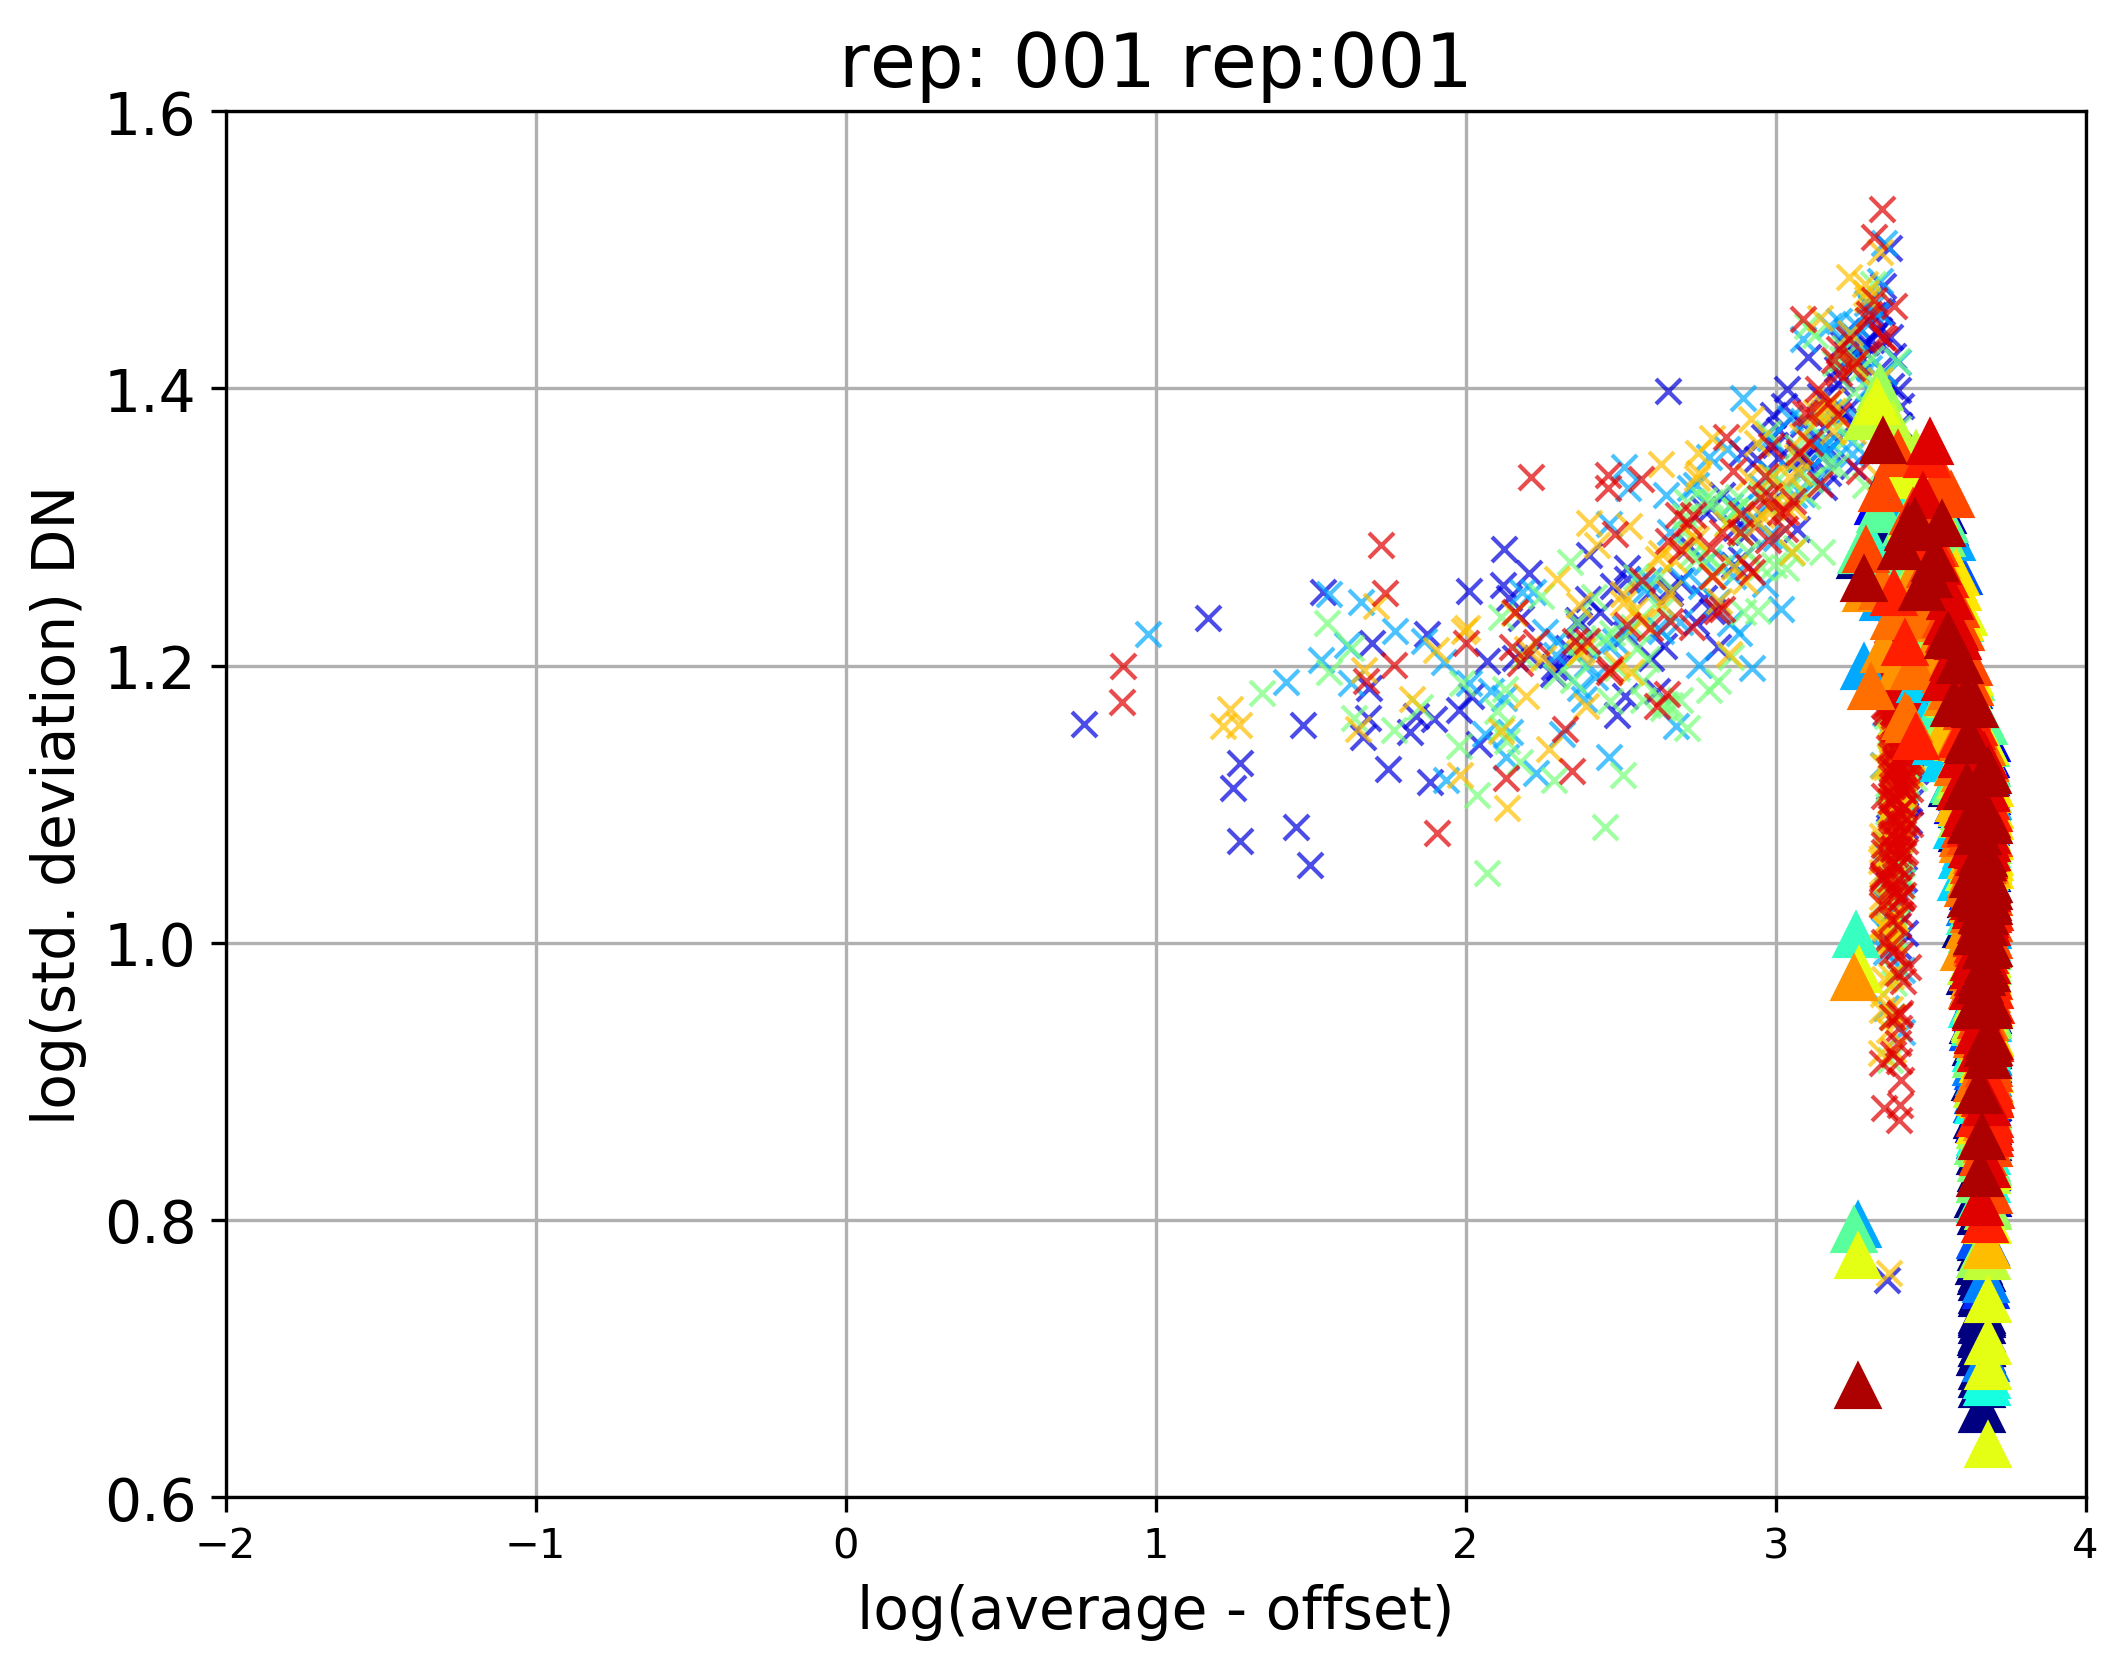 rep: 001 rep:001
1.6
1.4
1.2
1.0
0.8
0.6
log(std. deviation) DN
−2 −1 0 1 2 3 4
log(average - offset)